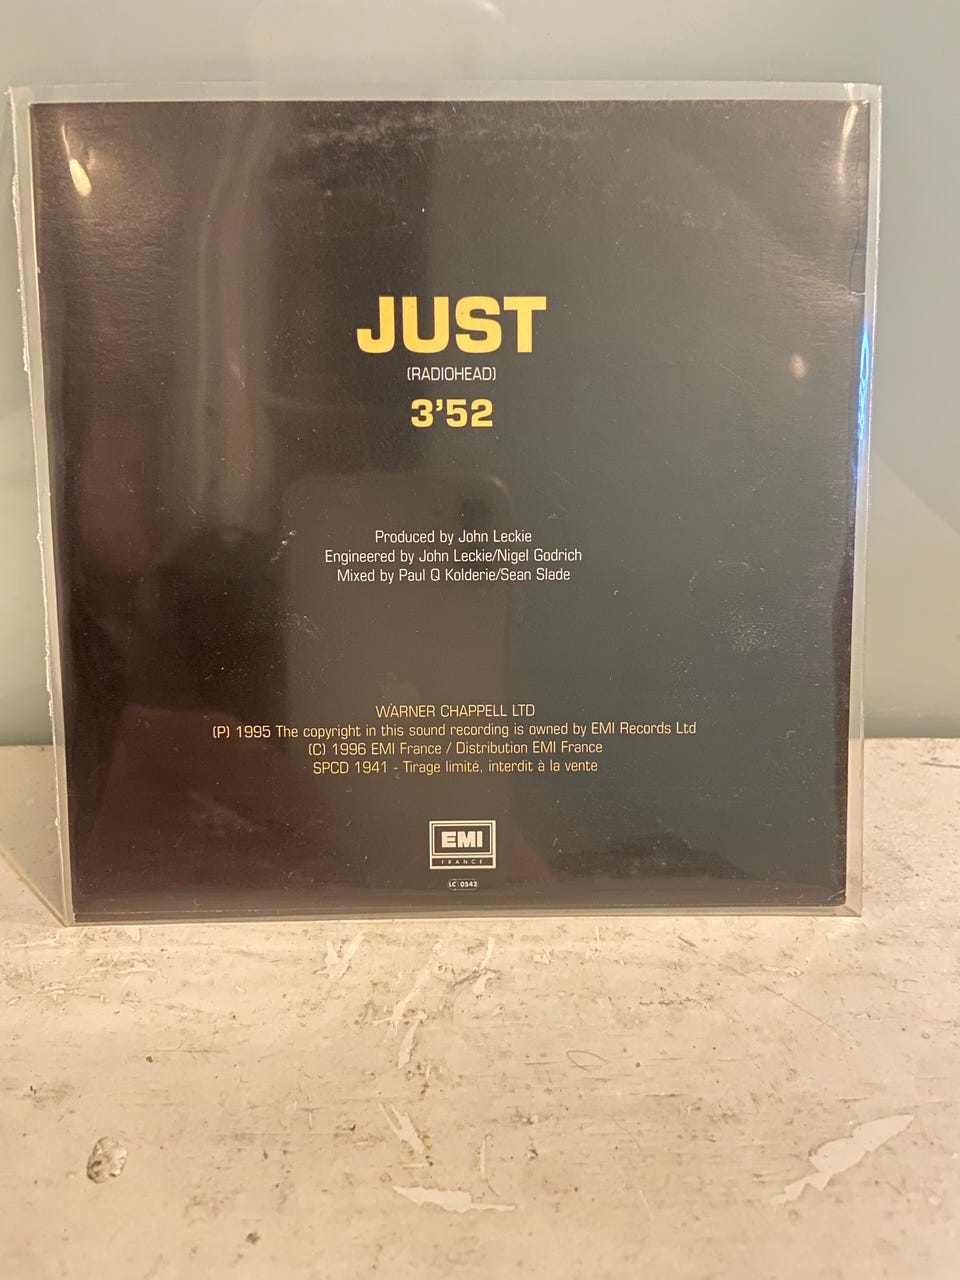 JUST
(RADIOHEAD)
3'52
Produced by John Leckie
Engineered by John Leckie/Nigel Godrich
Mixed by Paul Q Kolderie/Sean Slade
WARNER CHAPPELL LTD
(P) 1995 The copyright in this sound recording is owned by EMI Records Ltd
(C) 1996 EMI France / Distribution EMI France
SPCD 1941 - Tirage limité, interdit à la vente
EMI
FRANCE
LC 0542